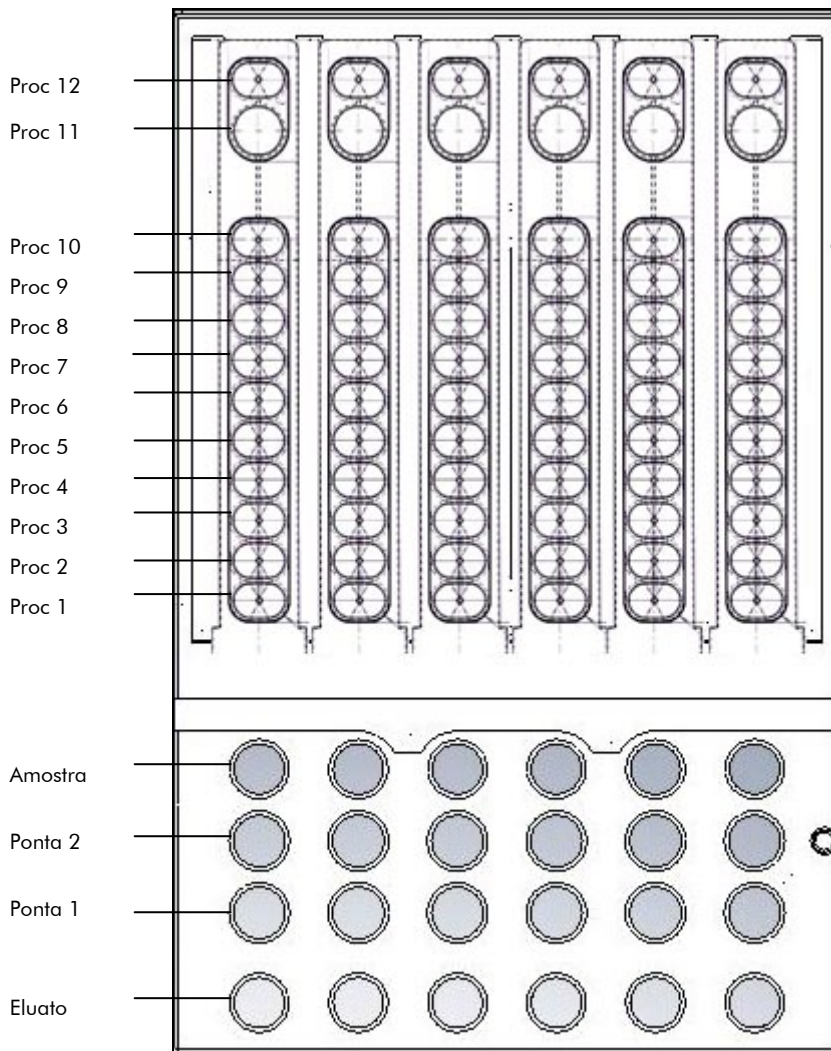 Proc 12
Proc 11
Proc 10
Proc 9
Proc 8
Proc 7
Proc 6
Proc 5
Proc 4
Proc 3
Proc 2
Proc 1
Amostra
Ponta 2
Ponta 1
Eluato